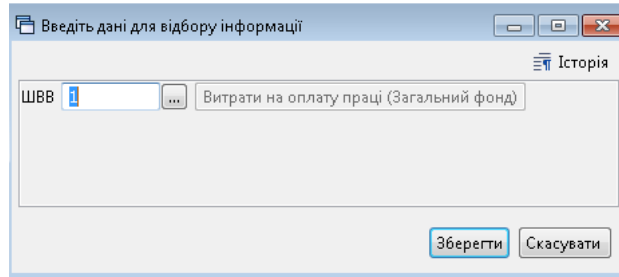 Введіть дані для відбору інформації
Історія
ШВВ 1 ... Витрати на оплату праці (Загальний фонд)
Зберегти Скасувати